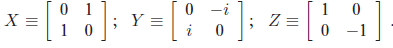 X ≡ [ 0 1 ; 1 0 ] ; Y ≡ [ 0 −i ; i 0 ] ; Z ≡ [ 1 0 ; 0 −1 ] .